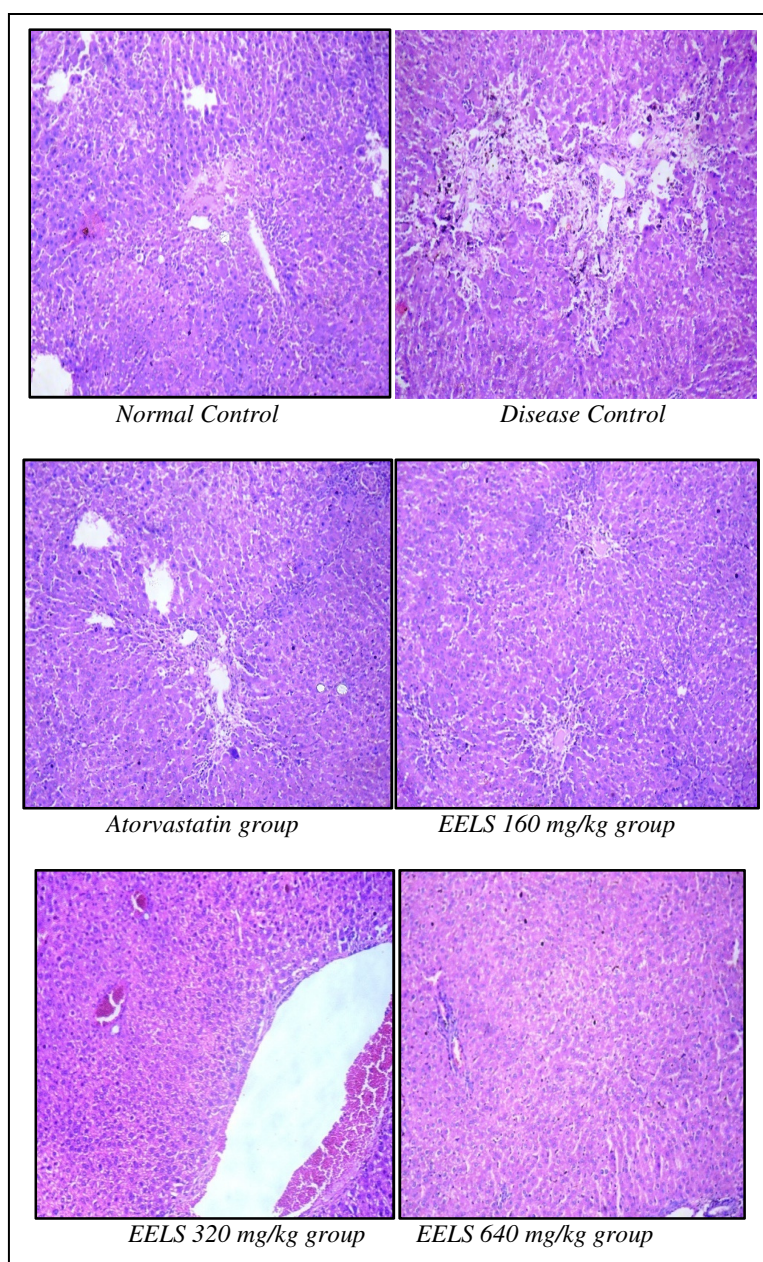 Normal Control
Disease Control
Atorvastatin group
EELS 160 mg/kg group
EELS 320 mg/kg group
EELS 640 mg/kg group